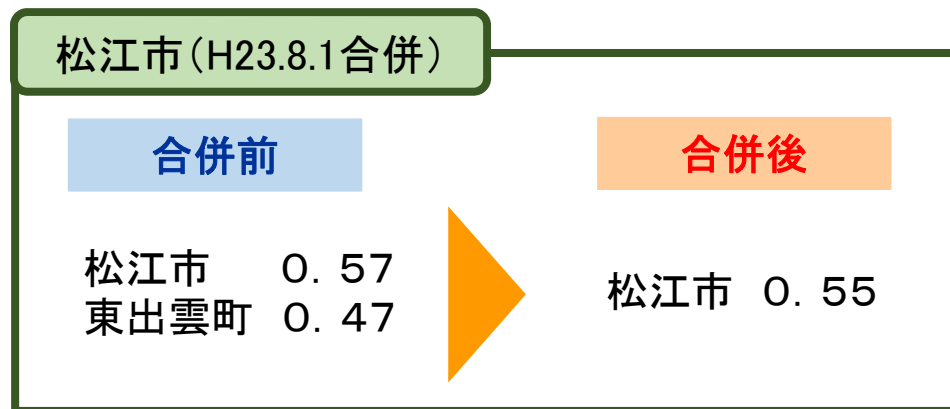 松江市(H23.8.1合併)
合併前
合併後
松江市 0.57
東出雲町 0.47
松江市 0.55